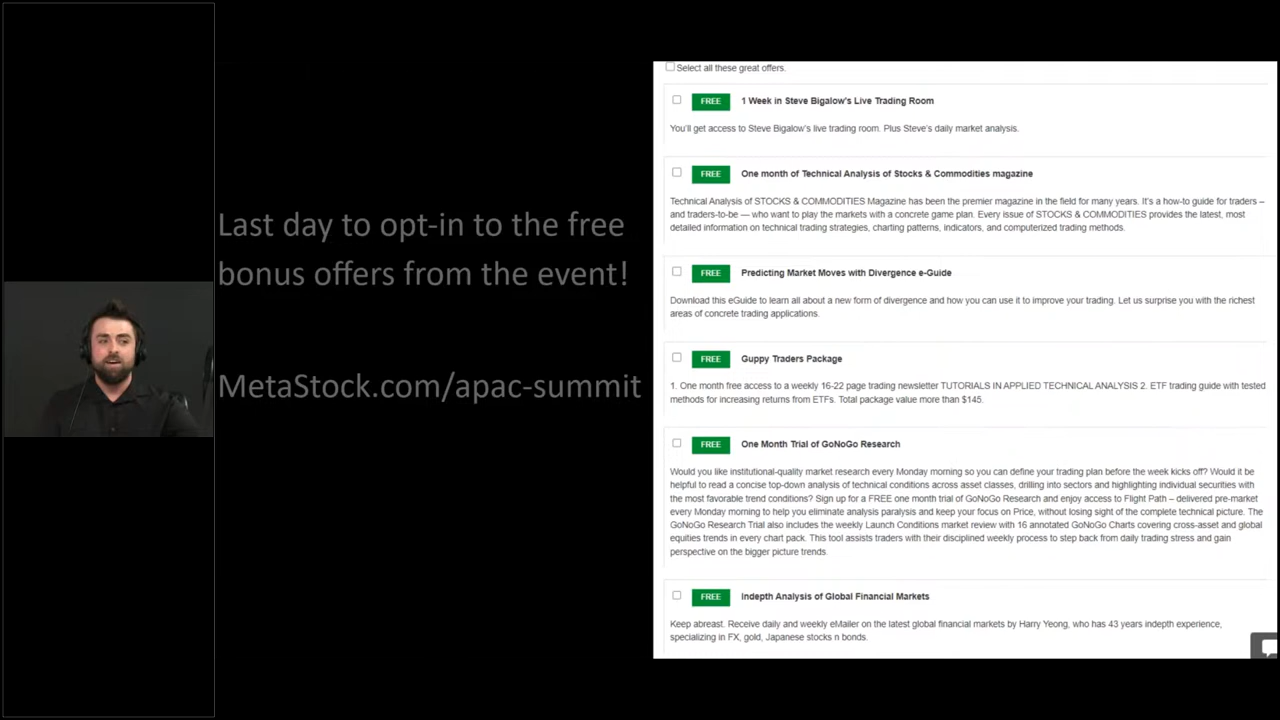 Last day to opt-in to the free
bonus offers from the event!
MetaStock.com/apac-summit
Select all these great offers.
FREE 1 Week in Steve Bigalow's Live Trading Room
You'll get access to Steve Bigalow's live trading room. Plus Steve's daily market analysis.
FREE One month of Technical Analysis of Stocks & Commodities magazine
Technical Analysis of STOCKS & COMMODITIES Magazine has been the premier magazine in the field for many years. It's a how-to guide for traders –
and traders-to-be — who want to play the markets with a concrete game plan. Every issue of STOCKS & COMMODITIES provides the latest, most
detailed information on technical trading strategies, charting patterns, indicators, and computerized trading methods.
FREE Predicting Market Moves with Divergence e-Guide
Download this eGuide to learn all about a new form of divergence and how you can use it to improve your trading. Let us surprise you with the richest
areas of concrete trading applications.
FREE Guppy Traders Package
1. One month free access to a weekly 16-22 page trading newsletter TUTORIALS IN APPLIED TECHNICAL ANALYSIS 2. ETF trading guide with tested
methods for increasing returns from ETFs. Total package value more than $145.
FREE One Month Trial of GoNoGo Research
Would you like institutional-quality market research every Monday morning so you can define your trading plan before the week kicks off? Would it be
helpful to read a concise top-down analysis of technical conditions across asset classes, drilling into sectors and highlighting individual securities with
the most favorable trend conditions? Sign up for a FREE one month trial of GoNoGo Research and enjoy access to Flight Path – delivered pre-market
every Monday morning to help you eliminate analysis paralysis and keep your focus on Price, without losing sight of the complete technical picture. The
GoNoGo Research Trial also includes the weekly Launch Conditions market review with 16 annotated GoNoGo Charts covering cross-asset and global
equities trends in every chart pack. This tool assists traders with their disciplined weekly process to step back from daily trading stress and gain
perspective on the bigger picture trends.
FREE Indepth Analysis of Global Financial Markets
Keep abreast. Receive daily and weekly eMailer on the latest global financial markets by Harry Yeong, who has 43 years indepth experience,
specializing in FX, gold, Japanese stocks n bonds.